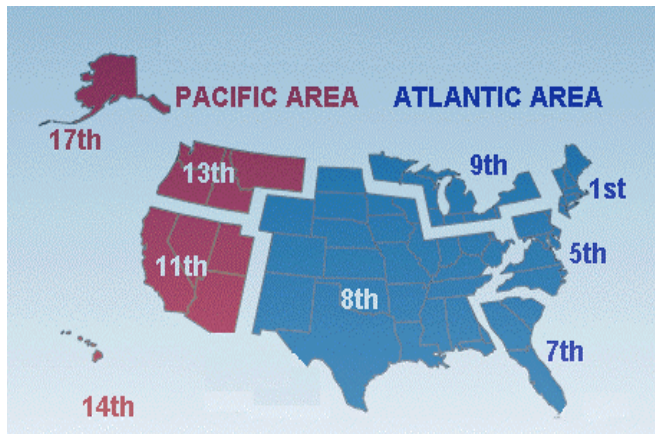 PACIFIC AREA
ATLANTIC AREA
17th
13th
9th
1st
11th
5th
8th
7th
14th